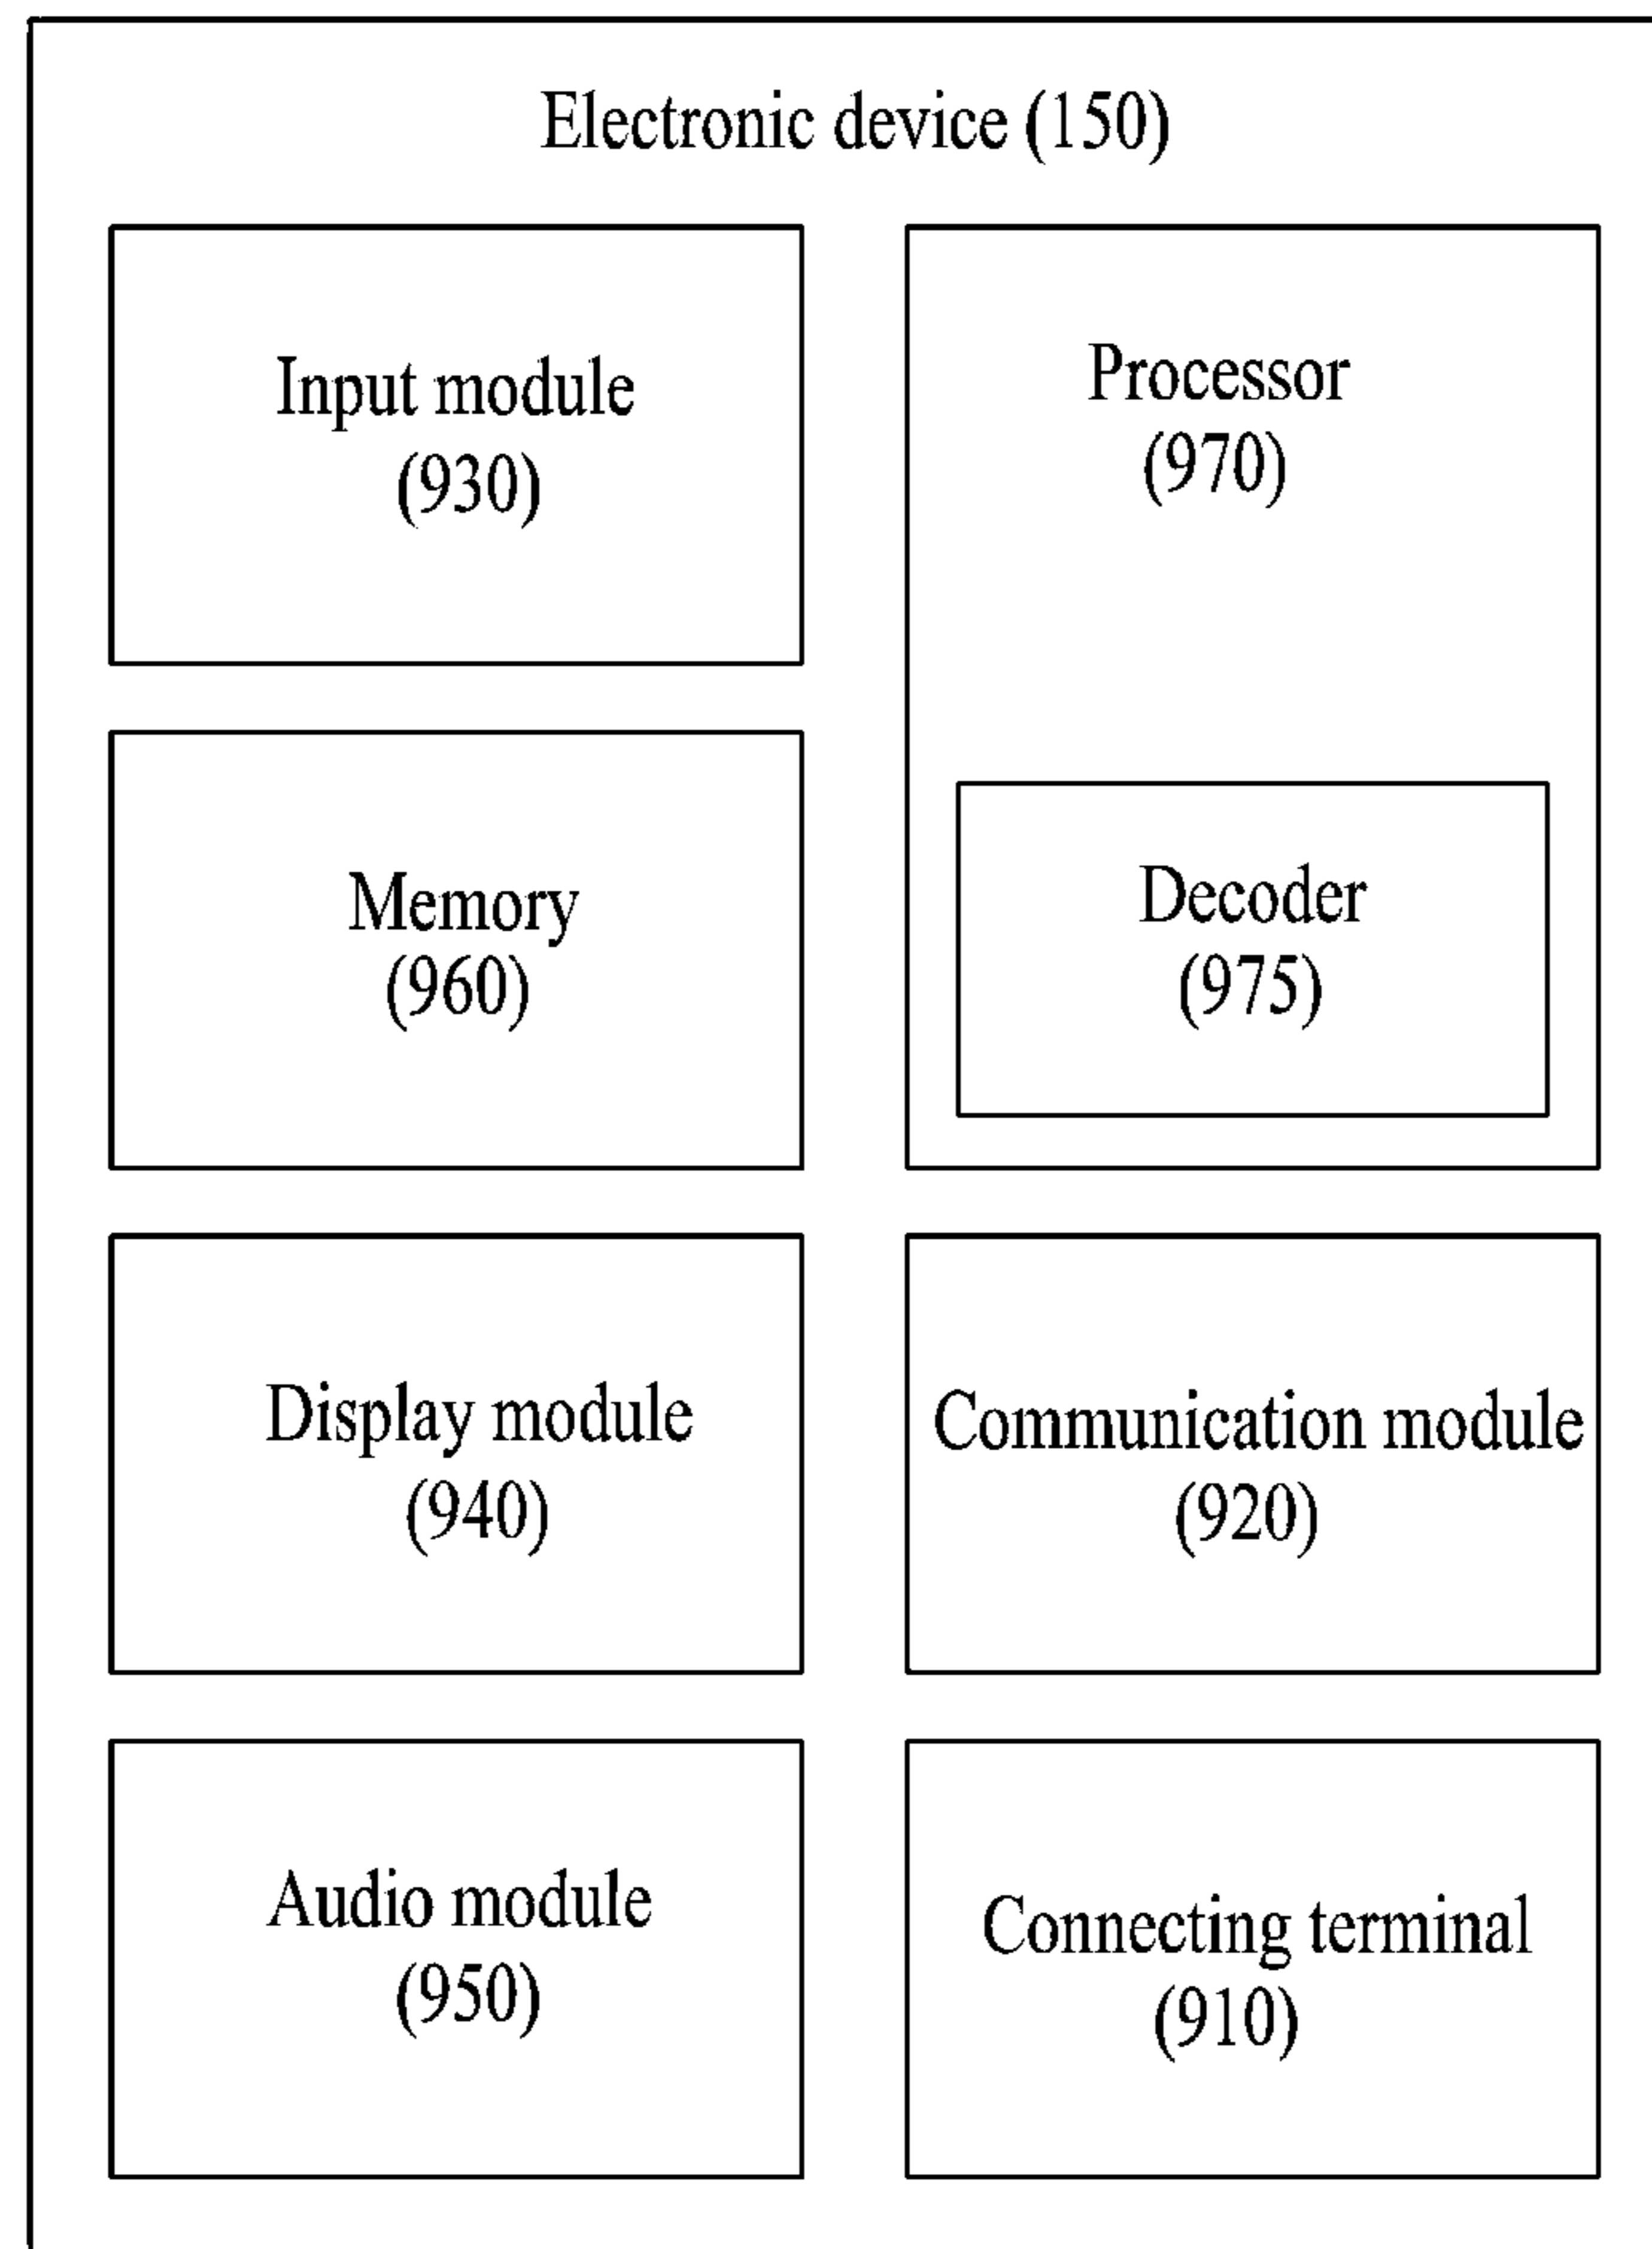 Electronic device (150)
Input module
(930)
Processor
(970)
Memory
(960)
Decoder
(975)
Display module
(940)
Communication module
(920)
Audio module
(950)
Connecting terminal
(910)